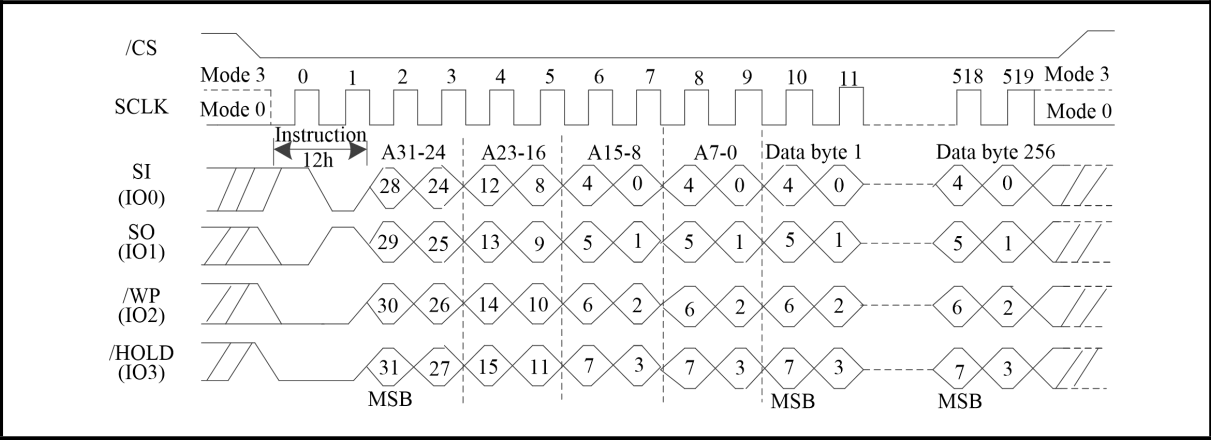 /CS
Mode 3 0 1 2 3 4 5 6 7 8 9 10 11 518 519 Mode 3
SCLK Mode 0 Mode 0
Instruction
12h
A31-24 A23-16 A15-8 A7-0 Data byte 1 Data byte 256
SI
(IO0)
28 24 12 8 4 0 4 0 4 0 4 0
SO
(IO1)
29 25 13 9 5 1 5 1 5 1 5 1
/WP
(IO2)
30 26 14 10 6 2 6 2 6 2 6 2
/HOLD
(IO3)
31 27 15 11 7 3 7 3 7 3 7 3
MSB MSB MSB